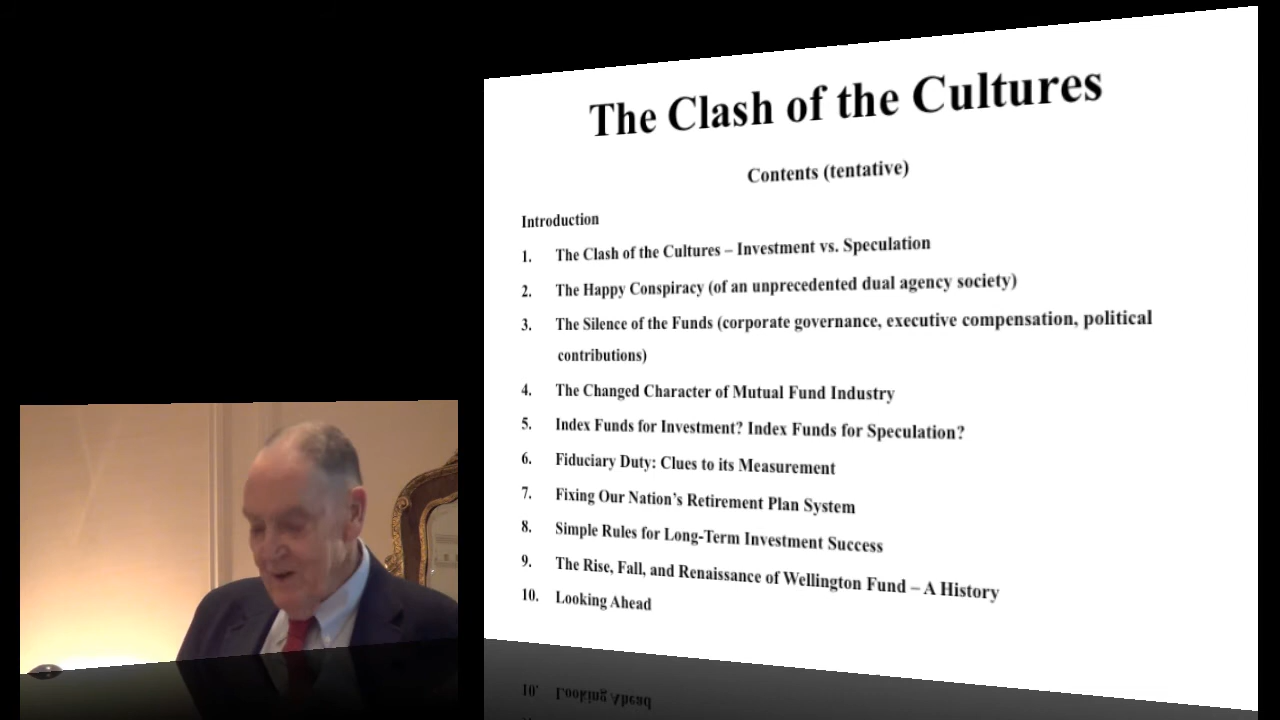 The Clash of the Cultures
Contents (tentative)
Introduction
1. The Clash of the Cultures – Investment vs. Speculation
2. The Happy Conspiracy (of an unprecedented dual agency society)
3. The Silence of the Funds (corporate governance, executive compensation, political
contributions)
4. The Changed Character of Mutual Fund Industry
5. Index Funds for Investment? Index Funds for Speculation?
6. Fiduciary Duty: Clues to its Measurement
7. Fixing Our Nation's Retirement Plan System
8. Simple Rules for Long-Term Investment Success
9. The Rise, Fall, and Renaissance of Wellington Fund – A History
10. Looking Ahead
10. Looking Ahead